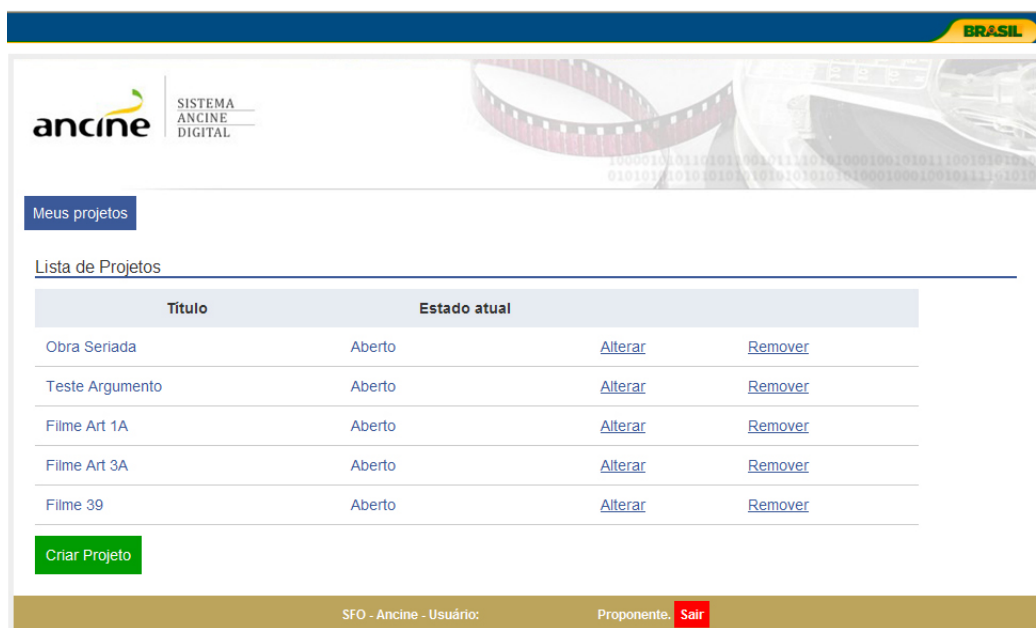 BRASIL
ancine
SISTEMA
ANCINE
DIGITAL
Meus projetos
Lista de Projetos
Título Estado atual
Obra Seriada Aberto Alterar Remover
Teste Argumento Aberto Alterar Remover
Filme Art 1A Aberto Alterar Remover
Filme Art 3A Aberto Alterar Remover
Filme 39 Aberto Alterar Remover
Criar Projeto
SFO - Ancine - Usuário: Proponente. Sair